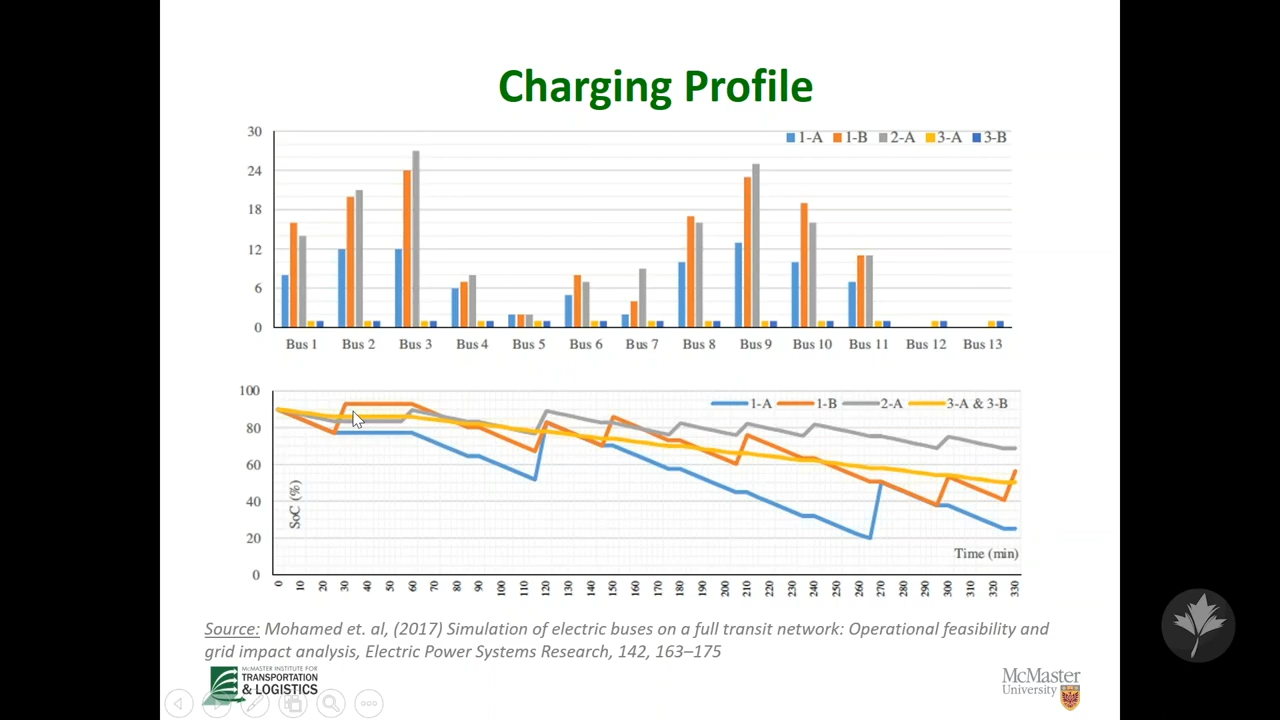 Charging Profile
30
1-A 1-B 2-A 3-A 3-B
24
18
12
6
0
Bus 1 Bus 2 Bus 3 Bus 4 Bus 5 Bus 6 Bus 7 Bus 8 Bus 9 Bus 10 Bus 11 Bus 12 Bus 13
100
1-A 1-B 2-A 3-A & 3-B
80
60
40
20
0
SoC (%)
Time (min)
0 10 20 30 40 50 60 70 80 90 100 110 120 130 140 150 160 170 180 190 200 210 220 230 240 250 260 270 280 290 300 310 320 330
Source: Mohamed et. al, (2017) Simulation of electric buses on a full transit network: Operational feasibility and
grid impact analysis, Electric Power Systems Research, 142, 163–175
McMASTER INSTITUTE FOR
TRANSPORTATION
& LOGISTICS
McMaster
University